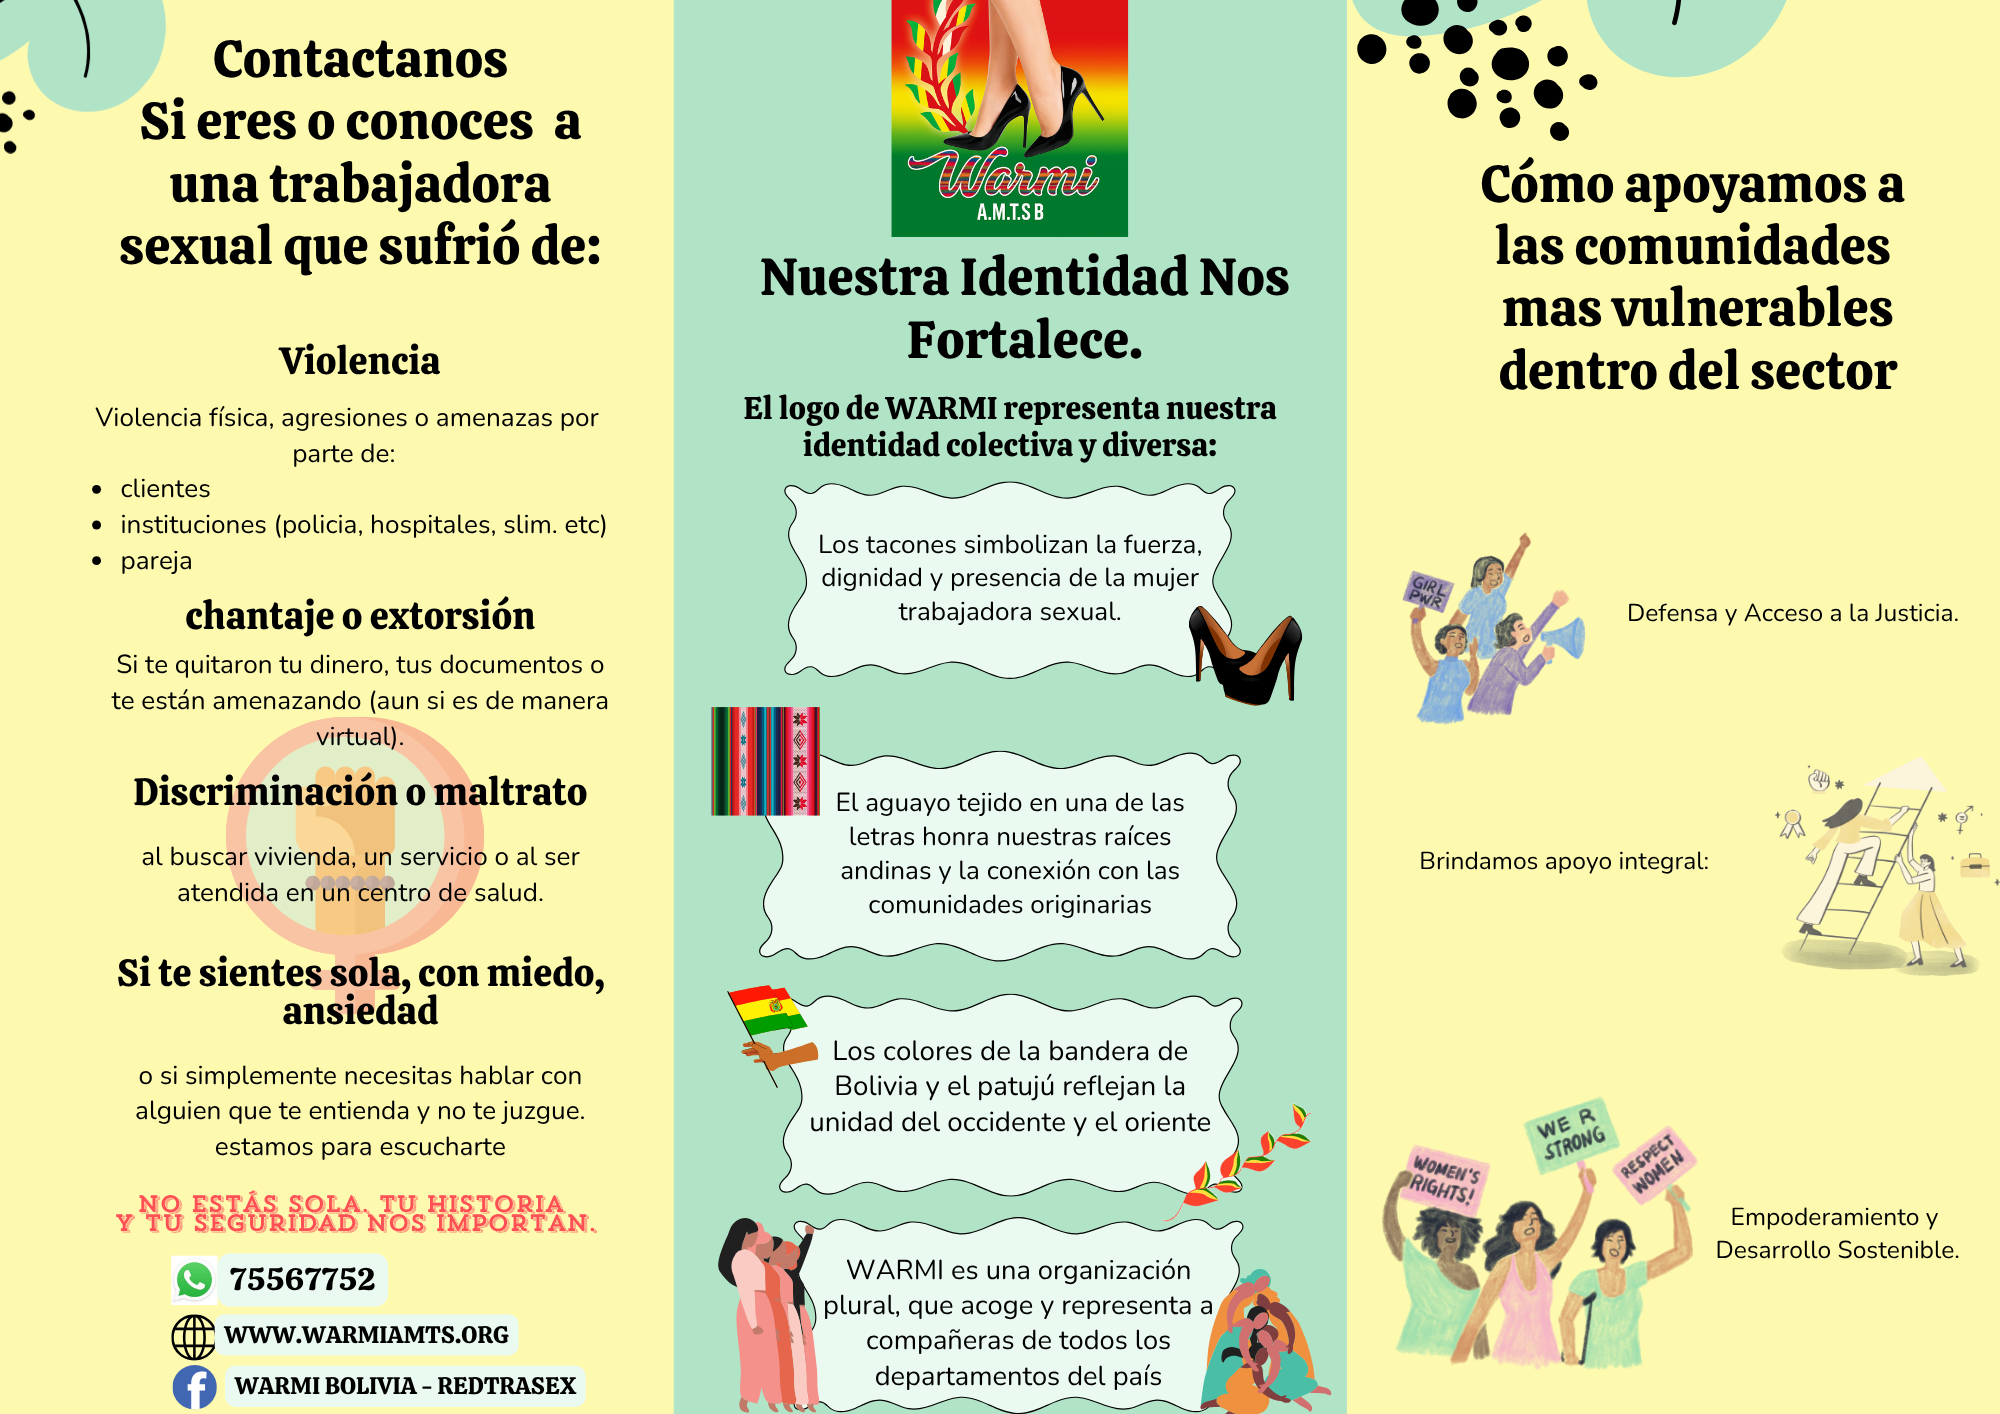 Contactanos
Si eres o conoces a
una trabajadora
sexual que sufrió de:
Violencia
Violencia física, agresiones o amenazas por
parte de:
• clientes
• instituciones (policia, hospitales, slim. etc)
• pareja
chantaje o extorsión
Si te quitaron tu dinero, tus documentos o
te están amenazando (aun si es de manera
virtual).
Discriminación o maltrato
al buscar vivienda, un servicio o al ser
atendida en un centro de salud.
Si te sientes sola, con miedo,
ansiedad
o si simplemente necesitas hablar con
alguien que te entienda y no te juzgue.
estamos para escucharte
NO ESTÁS SOLA. TU HISTORIA
Y TU SEGURIDAD NOS IMPORTAN.
75567752
WWW.WARMIAMTS.ORG
WARMI BOLIVIA - REDTRASEX
Warmi
A.M.T.S B
Nuestra Identidad Nos
Fortalece.
El logo de WARMI representa nuestra
identidad colectiva y diversa:
Los tacones simbolizan la fuerza,
dignidad y presencia de la mujer
trabajadora sexual.
El aguayo tejido en una de las
letras honra nuestras raíces
andinas y la conexión con las
comunidades originarias
Los colores de la bandera de
Bolivia y el patujú reflejan la
unidad del occidente y el oriente
WARMI es una organización
plural, que acoge y representa a
compañeras de todos los
departamentos del país
Cómo apoyamos a
las comunidades
mas vulnerables
dentro del sector
GIRL
PWR
Defensa y Acceso a la Justicia.
Brindamos apoyo integral:
WOMEN'S
RIGHTS!
WE R
STRONG
RESPECT
WOMEN
Empoderamiento y
Desarrollo Sostenible.